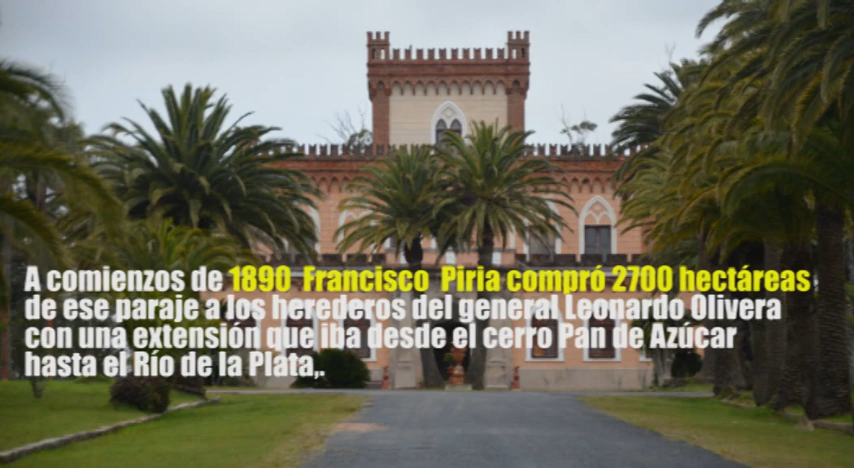 A comienzos de 1890 Francisco Piria compró 2700 hectáreas
de ese paraje a los herederos del general Leonardo Olivera
con una extensión que iba desde el cerro Pan de Azúcar
hasta el Río de la Plata,.